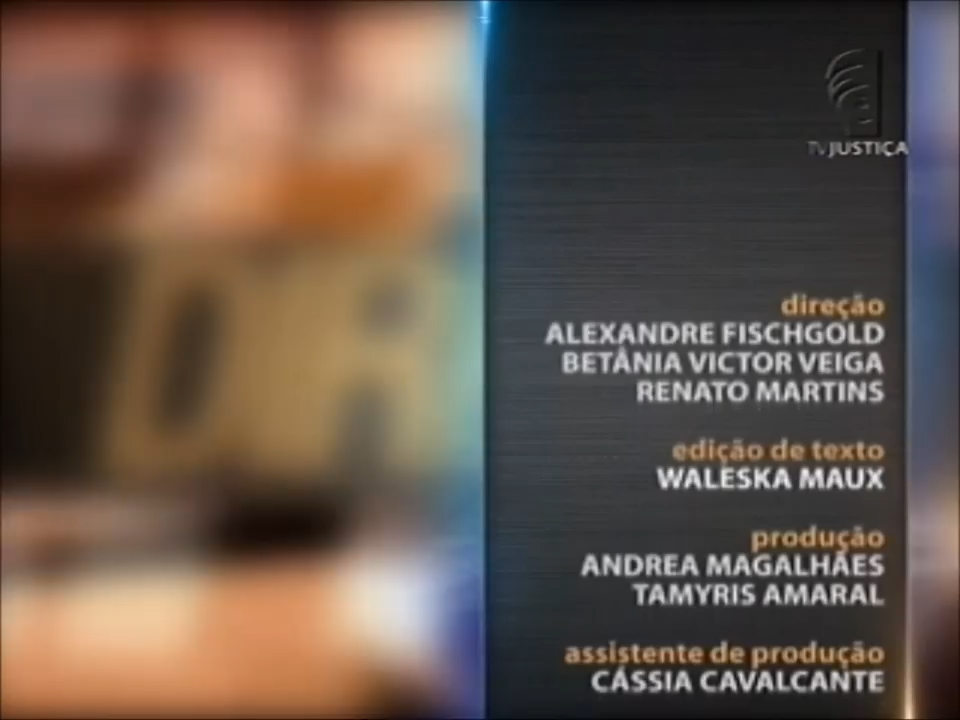 TV JUSTIÇA
direção
ALEXANDRE FISCHGOLD
BETÂNIA VICTOR VEIGA
RENATO MARTINS
edição de texto
WALESKA MAUX
produção
ANDREA MAGALHÃES
TAMYRIS AMARAL
assistente de produção
CÁSSIA CAVALCANTE